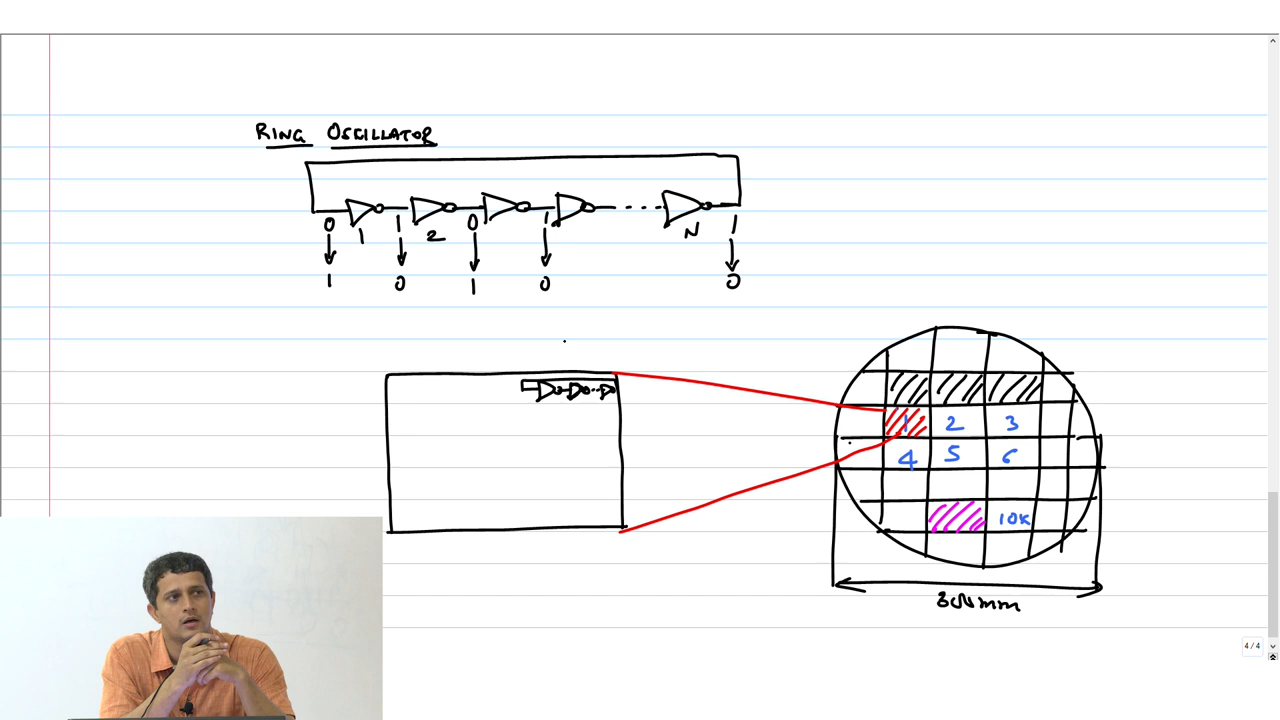 RING OSCILLATOR
0 1 0 1 1
1 2 N
1 0 1 0 0
1 2 3
4 5 6
10K
300mm
4/4